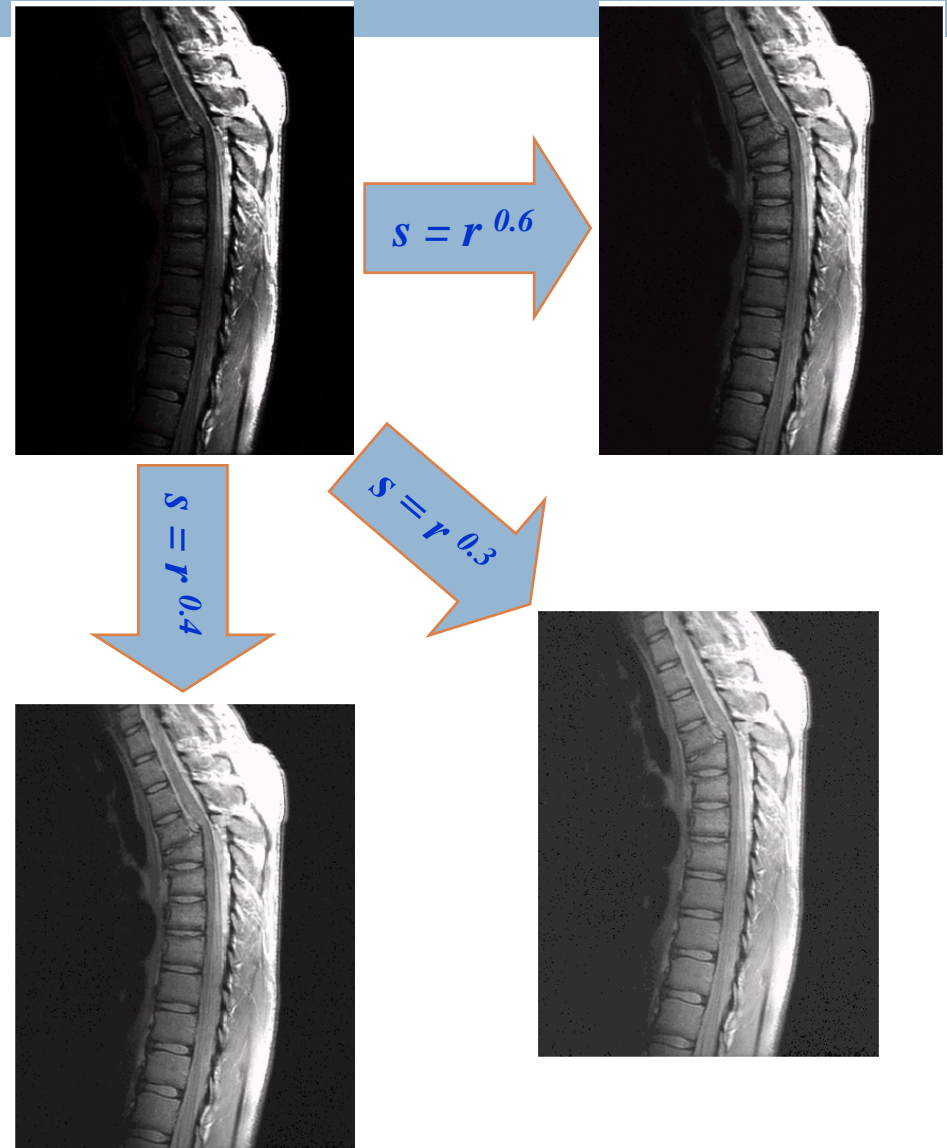 s = r 0.6
s = r 0.3
s = r 0.4